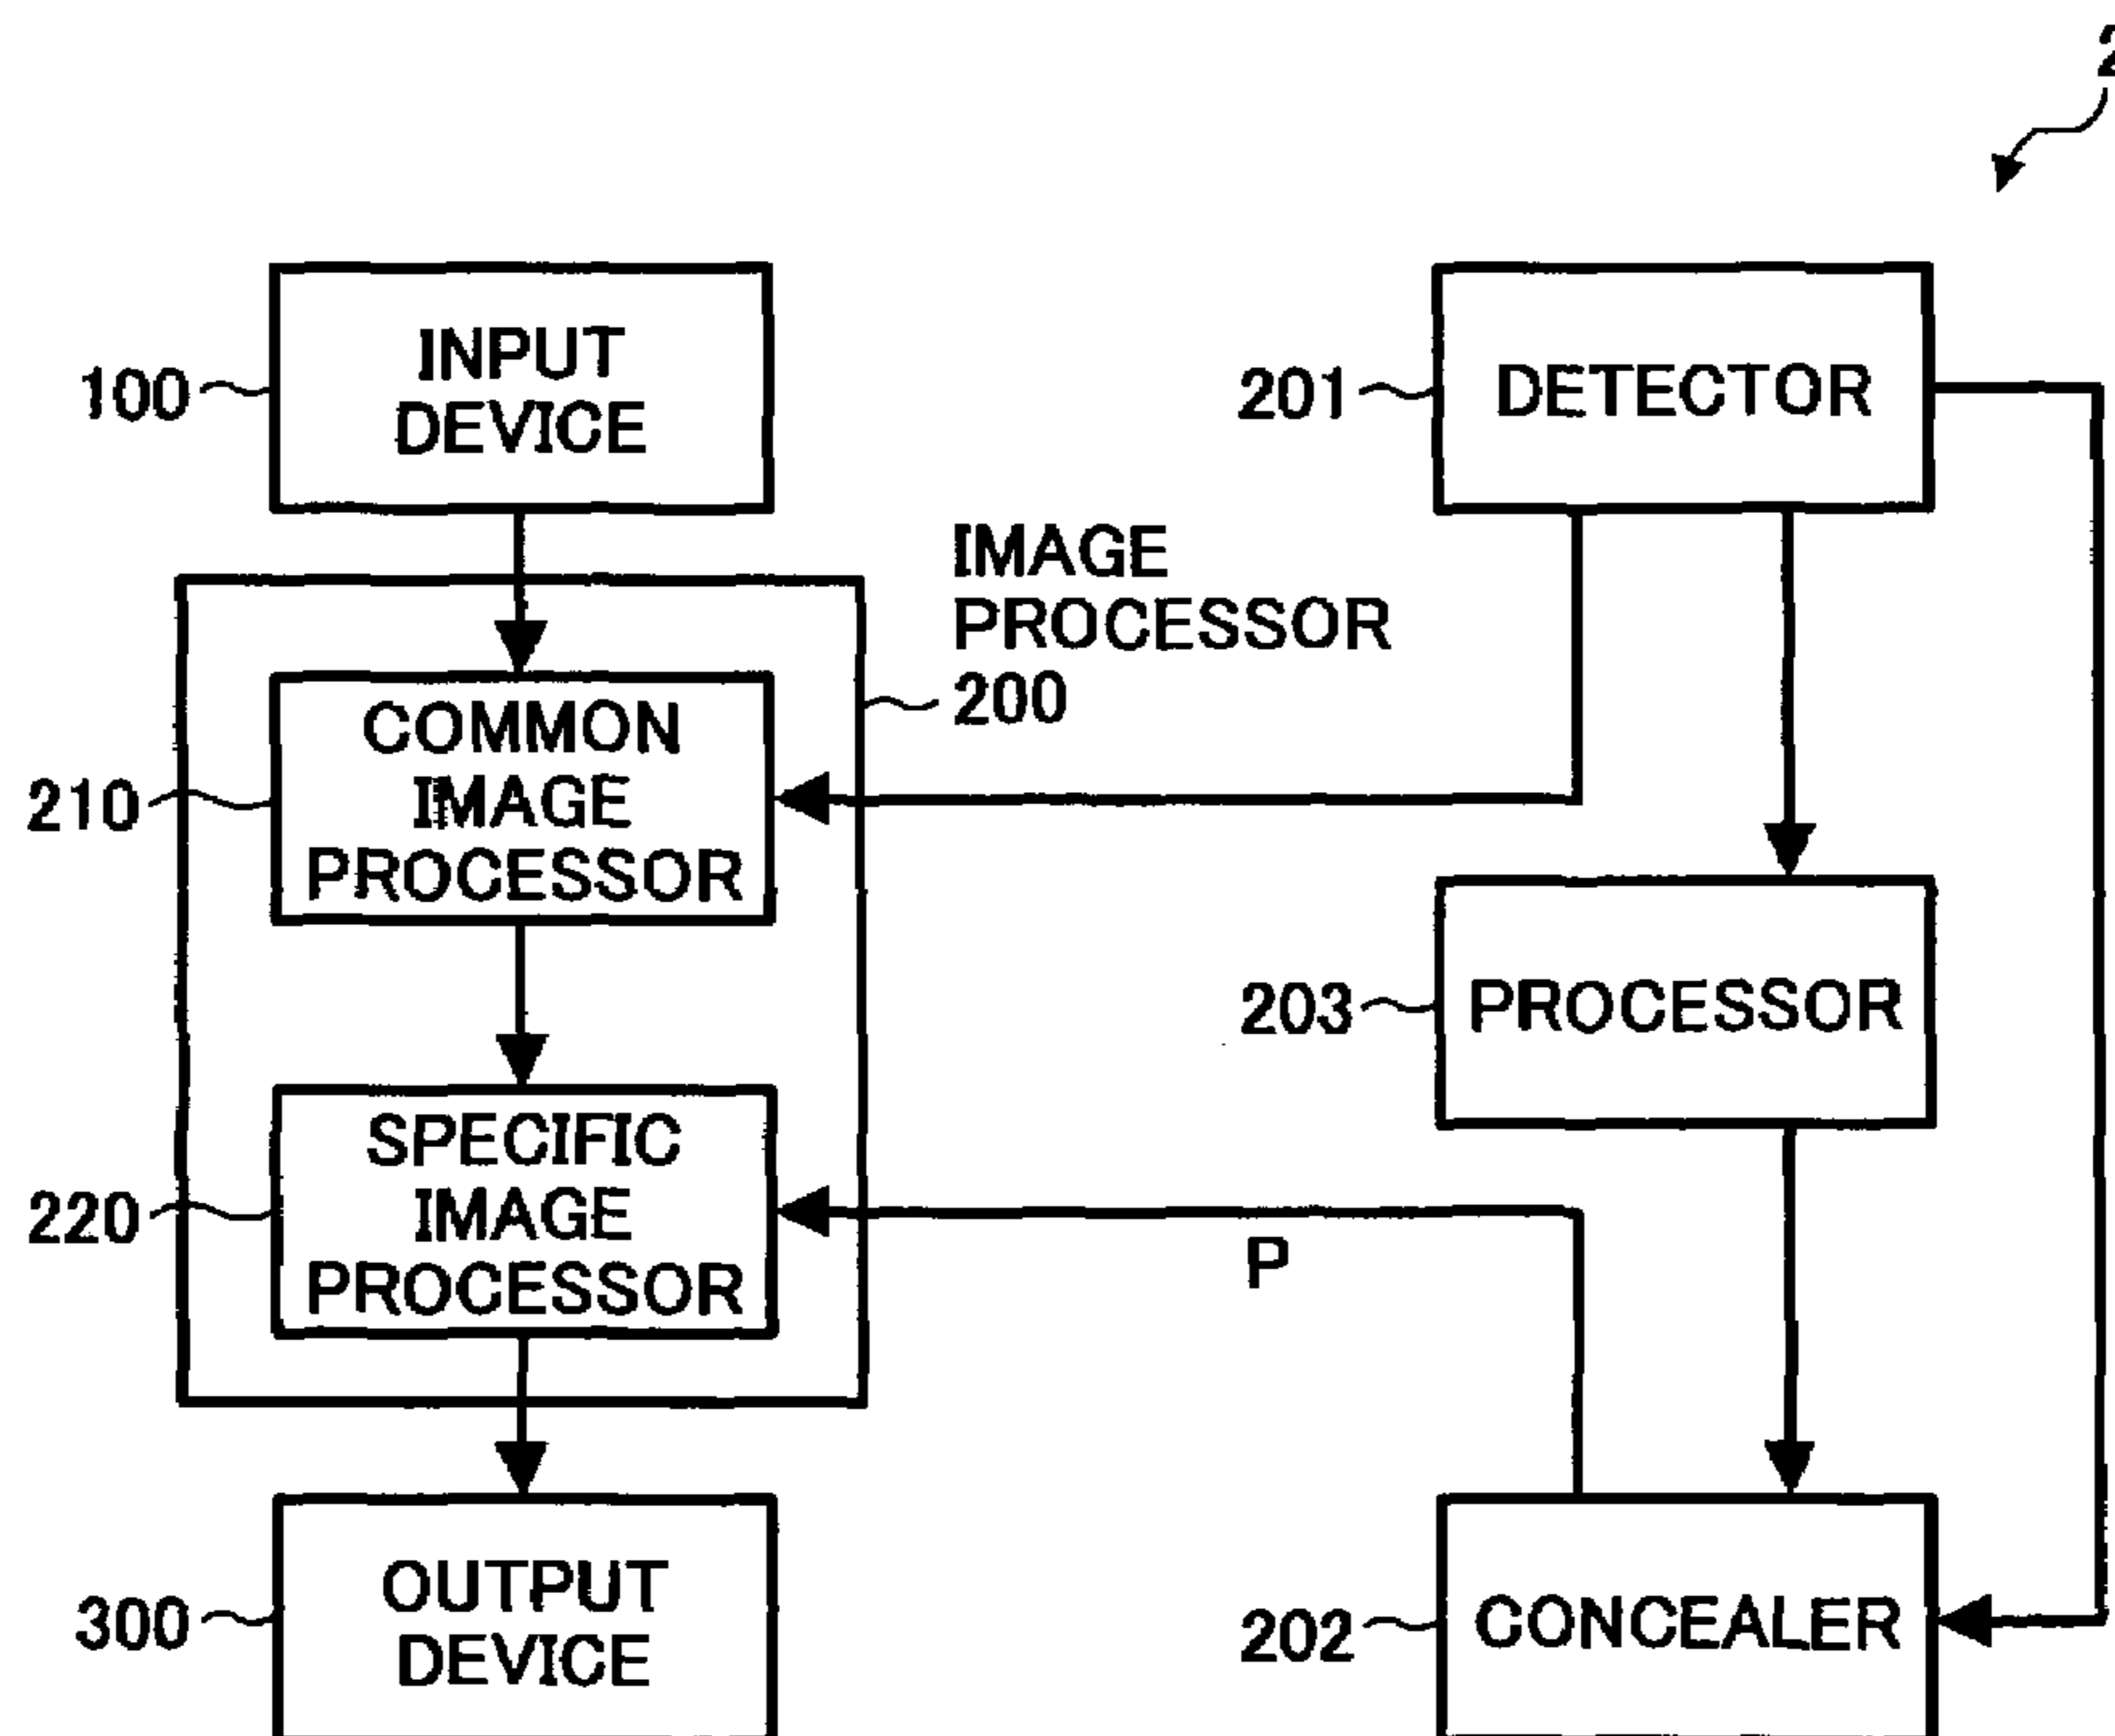 2
INPUT
DEVICE
100
201
DETECTOR
IMAGE
PROCESSOR
200
COMMON
IMAGE
PROCESSOR
210
203
PROCESSOR
SPECIFIC
IMAGE
PROCESSOR
220
P
OUTPUT
DEVICE
300
202
CONCEALER